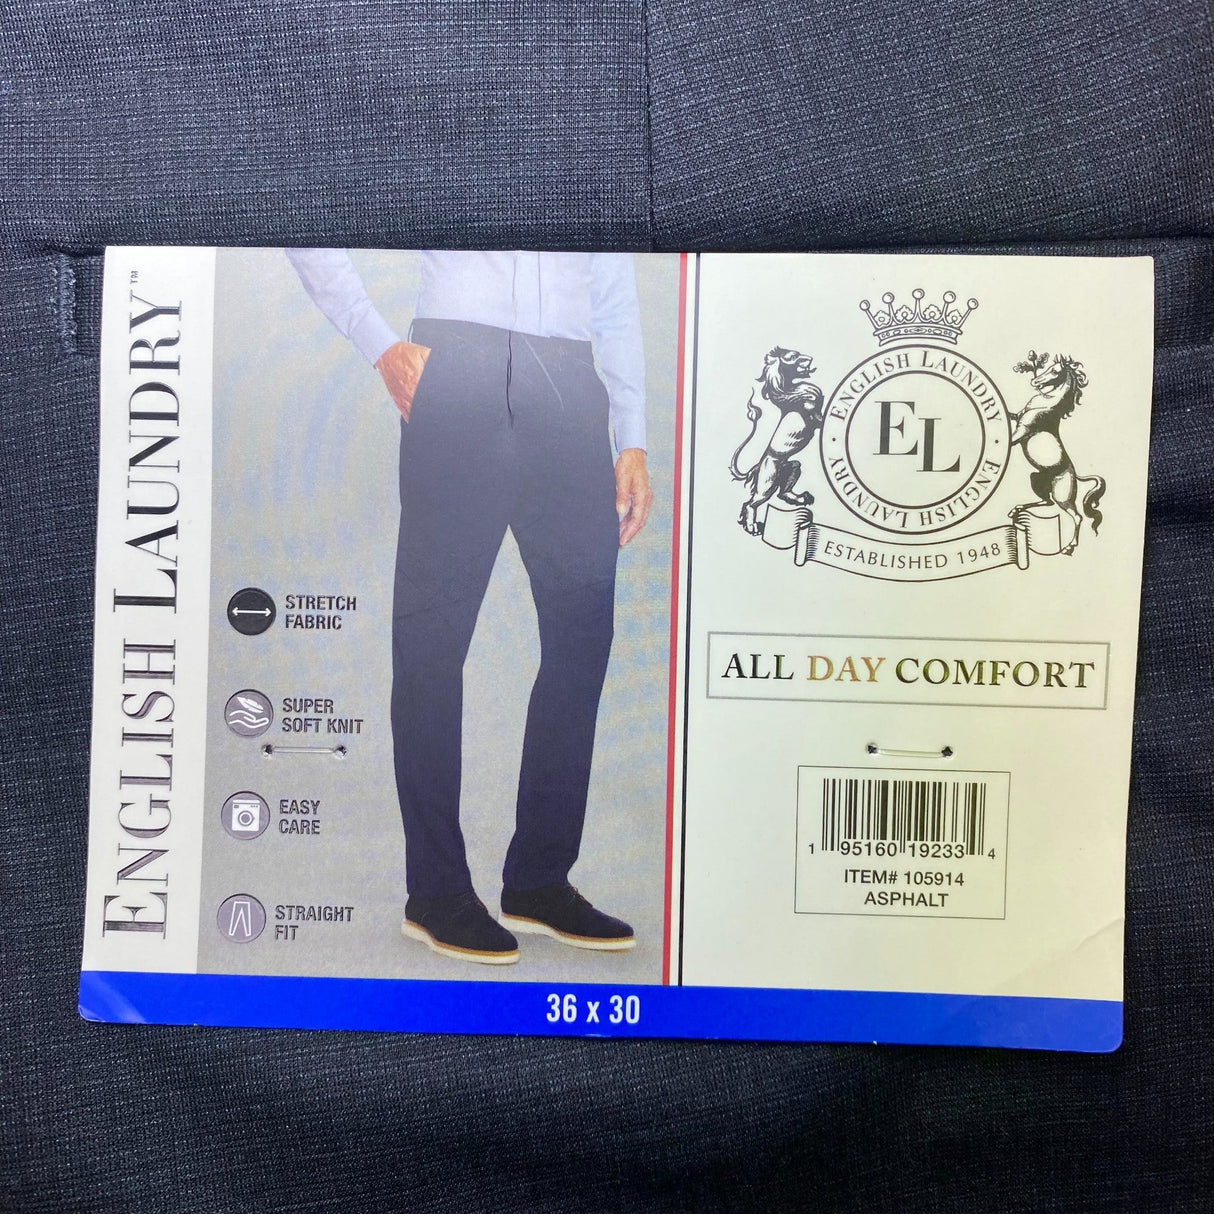 ENGLISH LAUNDRY™
STRETCH
FABRIC
SUPER
SOFT KNIT
EASY
CARE
STRAIGHT
FIT
ENGLISH LAUNDRY · ENGLISH LAUNDRY ·
EL
ESTABLISHED 1948
ALL DAY COMFORT
1 95160 19233 4
ITEM# 105914
ASPHALT
36 x 30